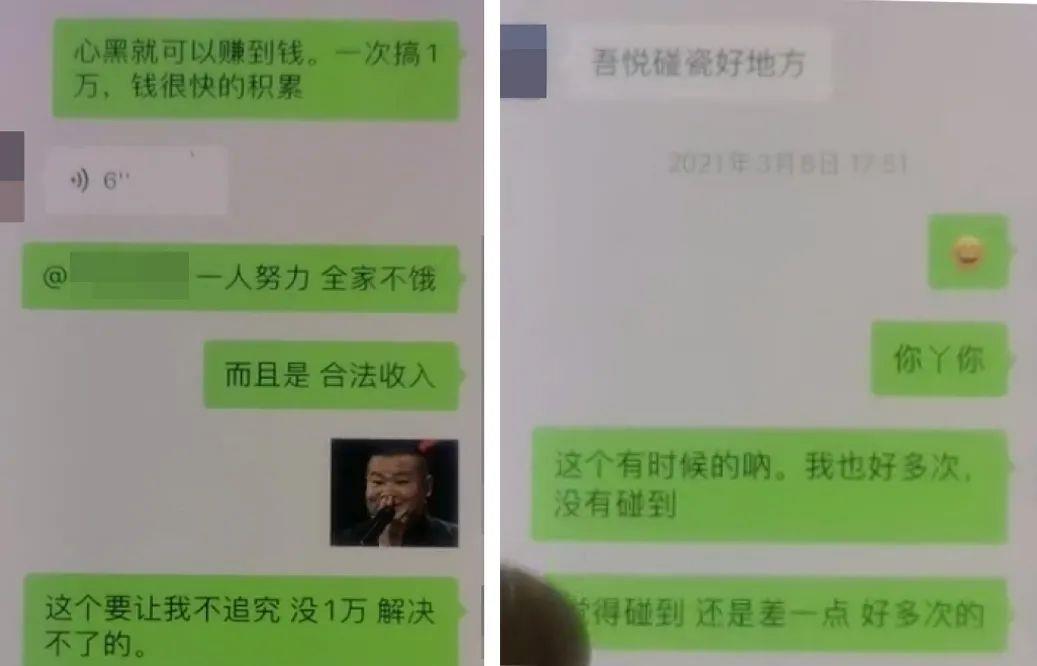 心黑就可以赚到钱。一次搞1
万，钱很快的积累
6''
@
一人努力 全家不饿
而且是 合法收入
这个要让我不追究 没1万 解决
不了的。
吾悦碰瓷好地方
2021年3月8日 17:51
你丫你
这个有时候的呐。我也好多次，
没有碰到
得碰到 还是差一点 好多次的